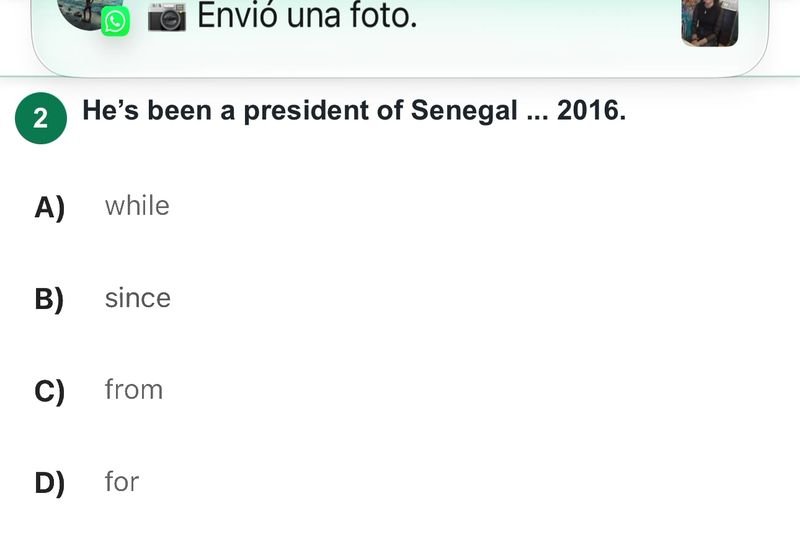 📷 Envió una foto.
2 He’s been a president of Senegal ... 2016.
A) while
B) since
C) from
D) for